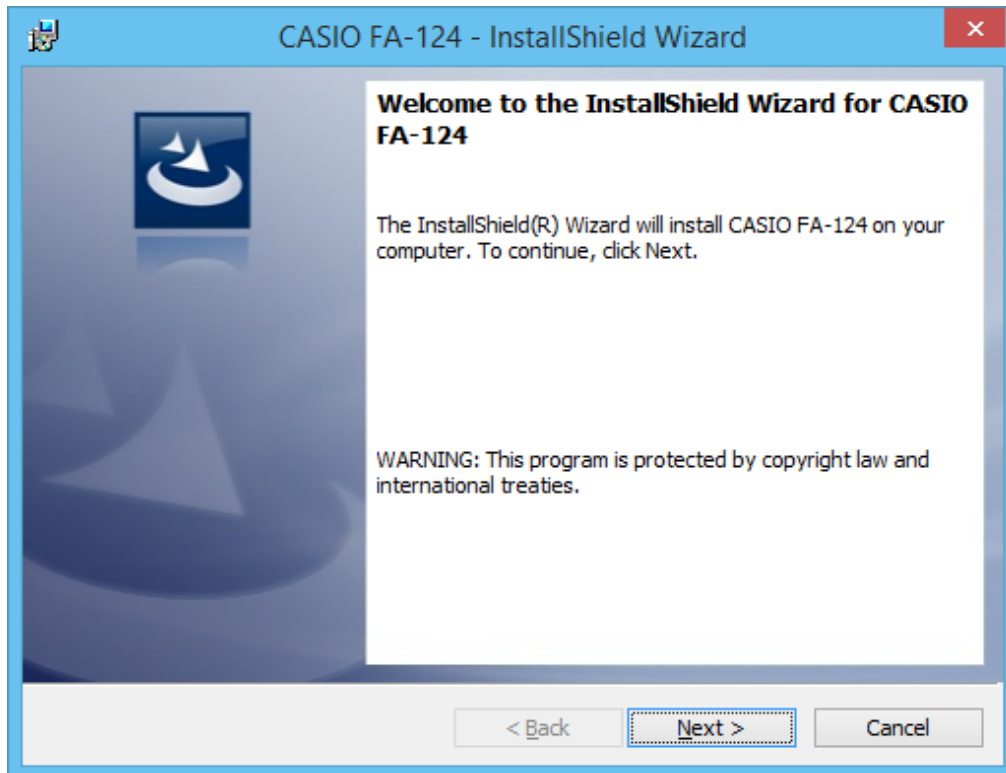 CASIO FA-124 - InstallShield Wizard
Welcome to the InstallShield Wizard for CASIO
FA-124
The InstallShield(R) Wizard will install CASIO FA-124 on your
computer. To continue, click Next.
WARNING: This program is protected by copyright law and
international treaties.
< Back
Next >
Cancel